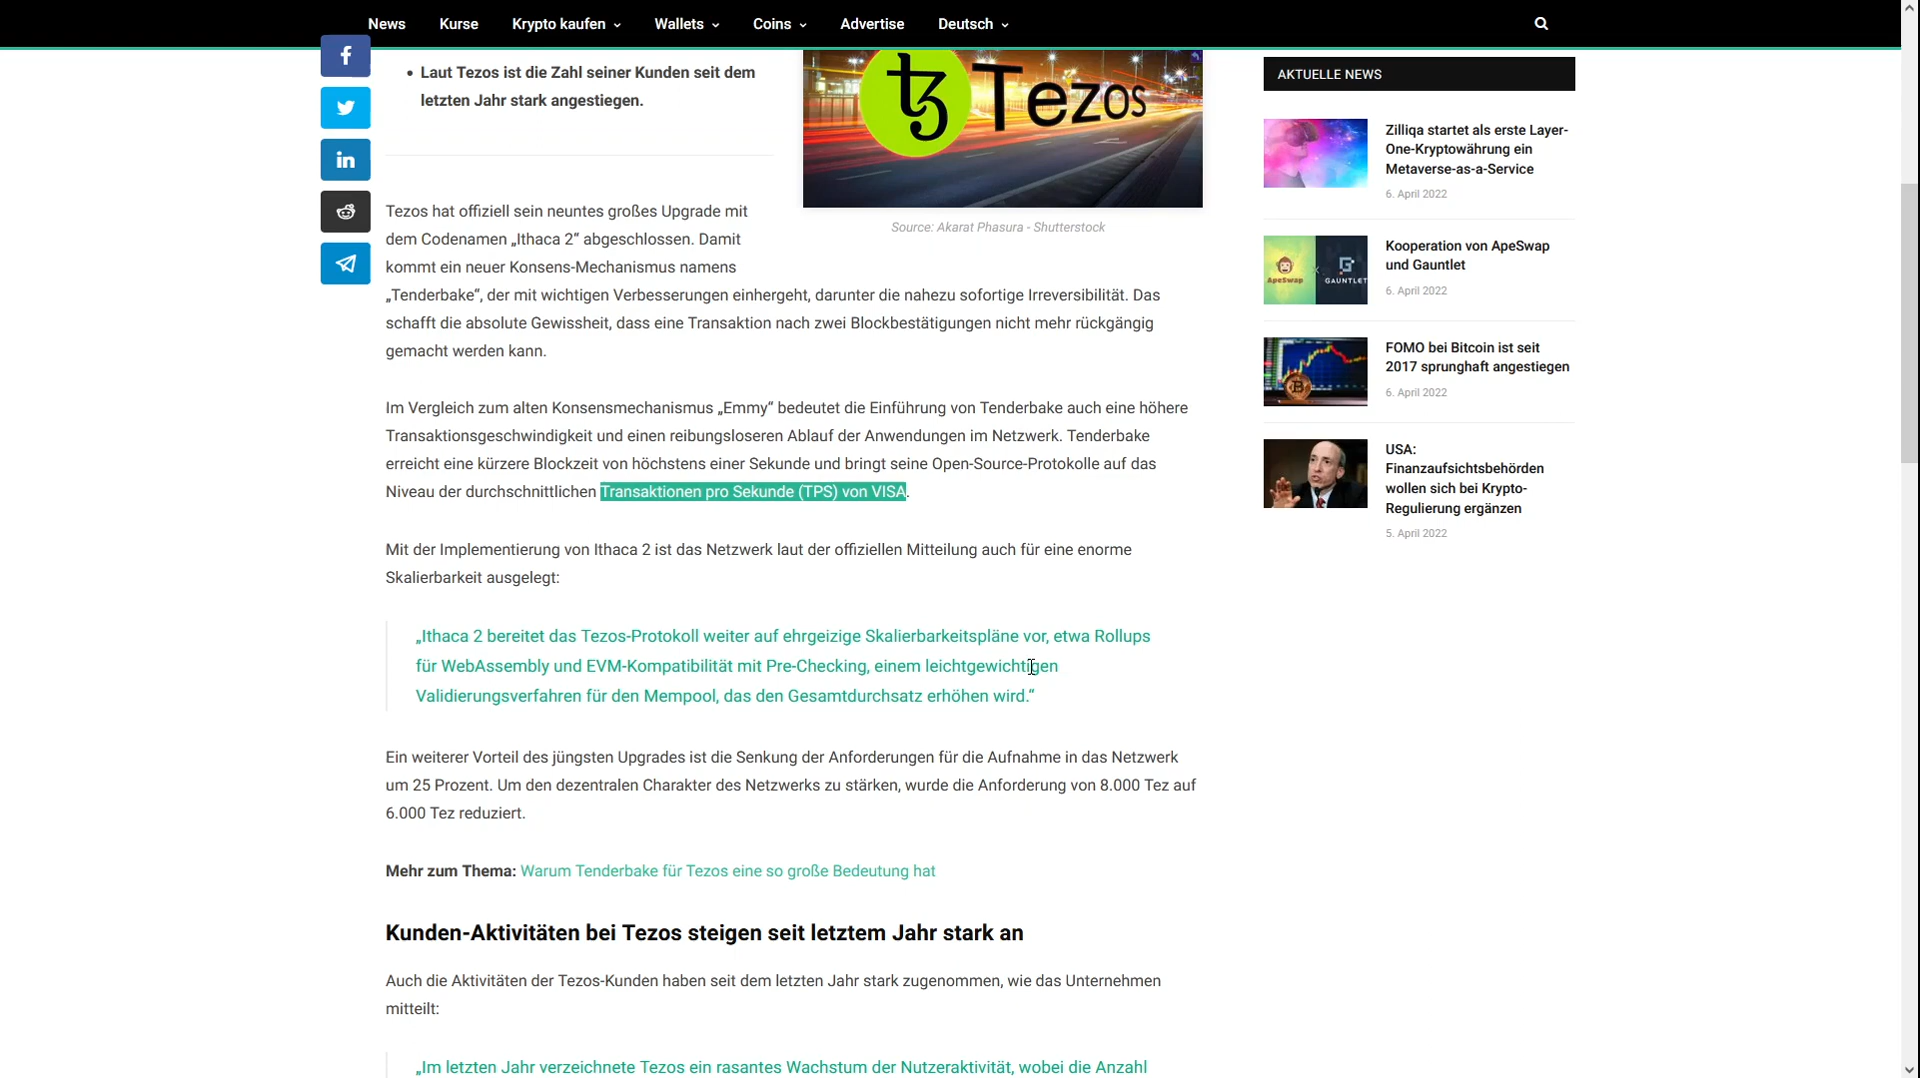 News
Kurse
Krypto kaufen
Wallets
Coins
Advertise
Deutsch
Laut Tezos ist die Zahl seiner Kunden seit dem
letzten Jahr stark angestiegen.
Tezos
Source: Akarat Phasura - Shutterstock
Tezos hat offiziell sein neuntes großes Upgrade mit
dem Codenamen „Ithaca 2“ abgeschlossen. Damit
kommt ein neuer Konsens-Mechanismus namens
„Tenderbake“, der mit wichtigen Verbesserungen einhergeht, darunter die nahezu sofortige Irreversibilität. Das
schafft die absolute Gewissheit, dass eine Transaktion nach zwei Blockbestätigungen nicht mehr rückgängig
gemacht werden kann.
Im Vergleich zum alten Konsensmechanismus „Emmy“ bedeutet die Einführung von Tenderbake auch eine höhere
Transaktionsgeschwindigkeit und einen reibungsloseren Ablauf der Anwendungen im Netzwerk. Tenderbake
erreicht eine kürzere Blockzeit von höchstens einer Sekunde und bringt seine Open-Source-Protokolle auf das
Niveau der durchschnittlichen Transaktionen pro Sekunde (TPS) von VISA.
Mit der Implementierung von Ithaca 2 ist das Netzwerk laut der offiziellen Mitteilung auch für eine enorme
Skalierbarkeit ausgelegt:
„Ithaca 2 bereitet das Tezos-Protokoll weiter auf ehrgeizige Skalierbarkeitspläne vor, etwa Rollups
für WebAssembly und EVM-Kompatibilität mit Pre-Checking, einem leichtgewichtigen
Validierungsverfahren für den Mempool, das den Gesamtdurchsatz erhöhen wird.“
Ein weiterer Vorteil des jüngsten Upgrades ist die Senkung der Anforderungen für die Aufnahme in das Netzwerk
um 25 Prozent. Um den dezentralen Charakter des Netzwerks zu stärken, wurde die Anforderung von 8.000 Tez auf
6.000 Tez reduziert.
Mehr zum Thema: Warum Tenderbake für Tezos eine so große Bedeutung hat
Kunden-Aktivitäten bei Tezos steigen seit letztem Jahr stark an
Auch die Aktivitäten der Tezos-Kunden haben seit dem letzten Jahr stark zugenommen, wie das Unternehmen
mitteilt:
„Im letzten Jahr verzeichnete Tezos ein rasantes Wachstum der Nutzeraktivität, wobei die Anzahl
AKTUELLE NEWS
Zilliqa startet als erste Layer-
One-Kryptowährung ein
Metaverse-as-a-Service
6. April 2022
ApeSwap
GAUNTLET
Kooperation von ApeSwap
und Gauntlet
6. April 2022
FOMO bei Bitcoin ist seit
2017 sprunghaft angestiegen
6. April 2022
USA:
Finanzaufsichtsbehörden
wollen sich bei Krypto-
Regulierung ergänzen
5. April 2022